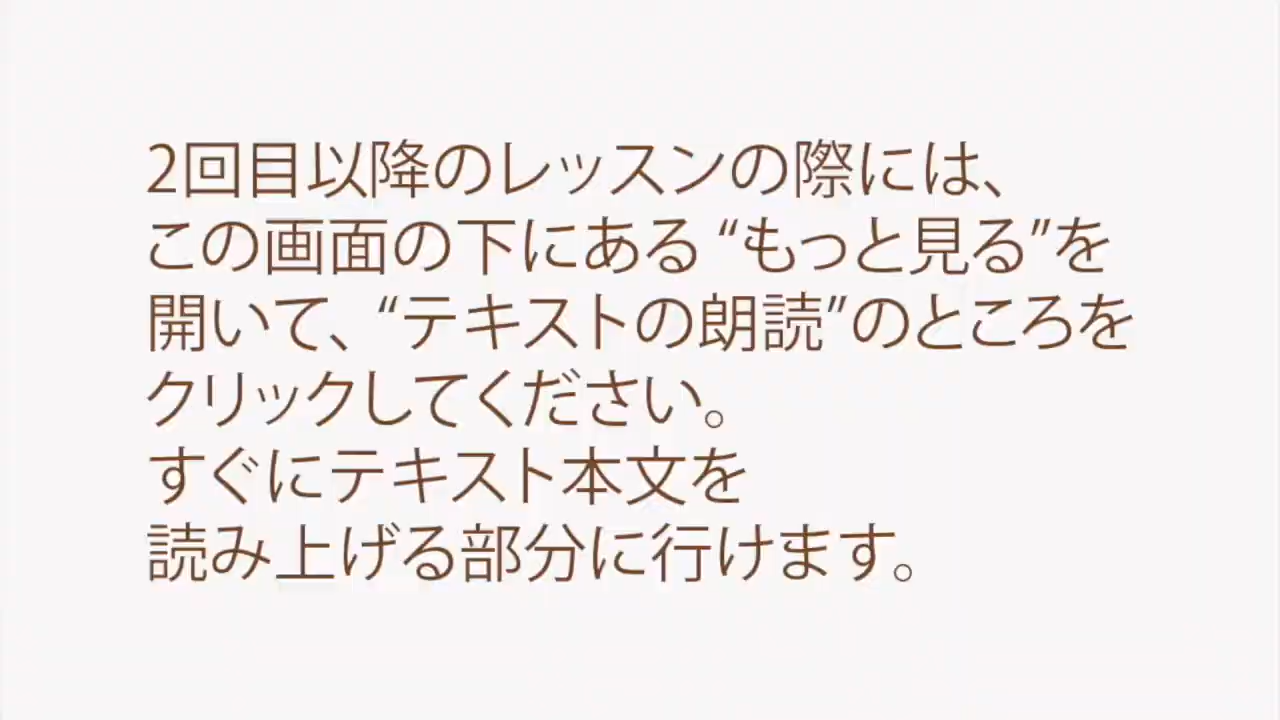 2回目以降のレッスンの際には、
この画面の下にある“もっと見る”を
開いて、“テキストの朗読”のところを
クリックしてください。
すぐにテキスト本文を
読み上げる部分に行けます。